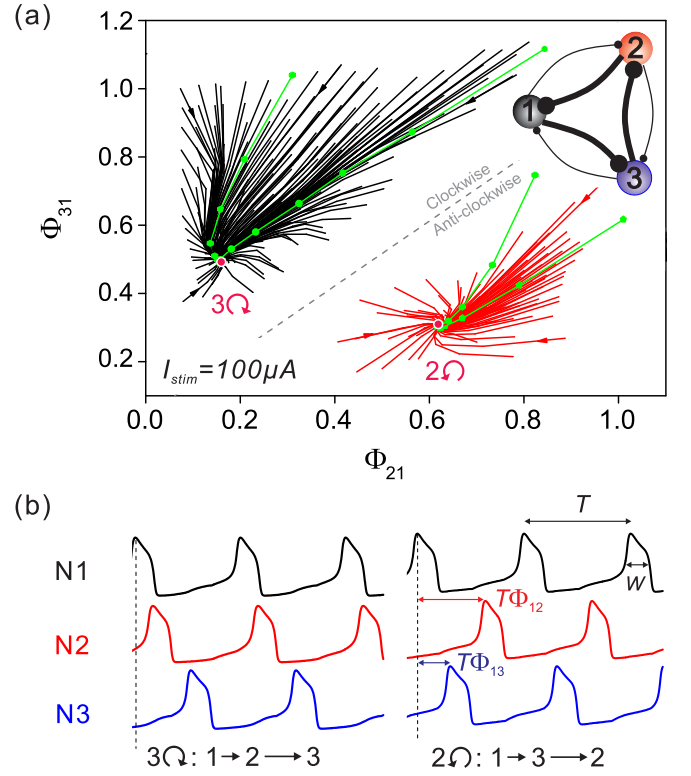 (a)
1.2
1.0
0.8
0.6
0.4
0.2
Φ31
0.0 0.2 0.4 0.6 0.8 1.0
Φ21
Clockwise
Anti-clockwise
1
2
3
3↻
2↺
Istim=100µA
(b)
N1
N2
N3
T
W
TΦ12
TΦ13
3↻: 1→2⟶3
2↺: 1→3⟶2